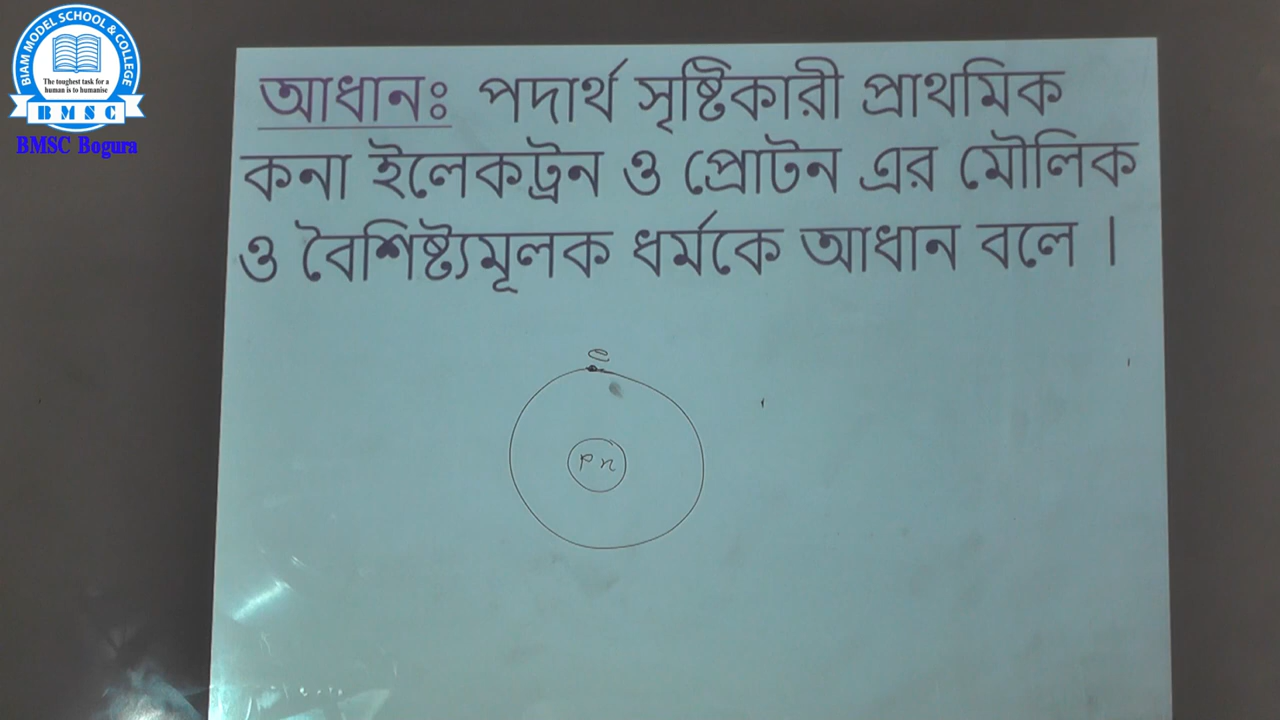 BIAM MODEL SCHOOL & COLLEGE
The toughest task for a
human is to humanise
B M S C
BMSC Bogura
আধানঃ পদার্থ সৃষ্টিকারী প্রাথমিক
কনা ইলেকট্রন ও প্রোটন এর মৌলিক
ও বৈশিষ্ট্যমূলক ধর্মকে আধান বলে ।
e
P n